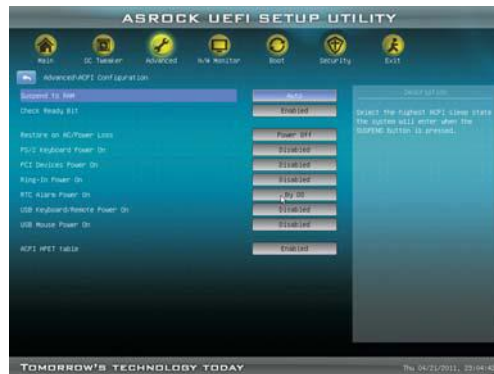 ASROCK UEFI SETUP UTILITY
Main OC Tweaker Advanced H/W Monitor Boot Security Exit
Advanced\ACPI Configuration
Description
Suspend to RAM Auto
Select the highest ACPI sleep state
the system will enter when the
SUSPEND button is pressed.
Check Ready Bit Enabled
Restore on AC/Power Loss Power Off
PS/2 Keyboard Power On Disabled
PCI Devices Power On Disabled
Ring-In Power On Disabled
RTC Alarm Power On By OS
USB Keyboard/Remote Power On Disabled
USB Mouse Power On Disabled
ACPI HPET table Enabled
TOMORROW'S TECHNOLOGY TODAY
Thu 04/21/2011,